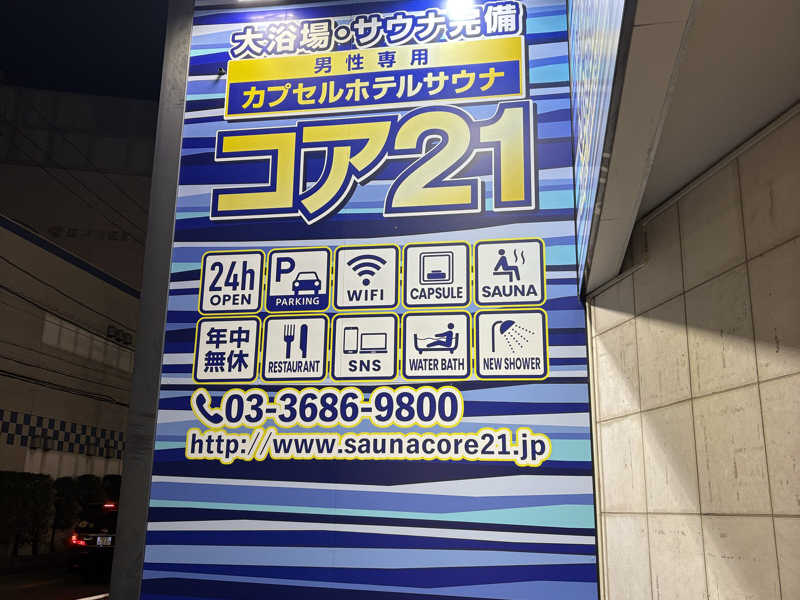 大浴場・サウナ完備
男性専用
カプセルホテルサウナ
コア21
24h
OPEN
P
PARKING
WIFI
CAPSULE
SAUNA
年中
無休
RESTAURANT
SNS
WATER BATH
NEW SHOWER
03-3686-9800
http://www.saunacore21.jp